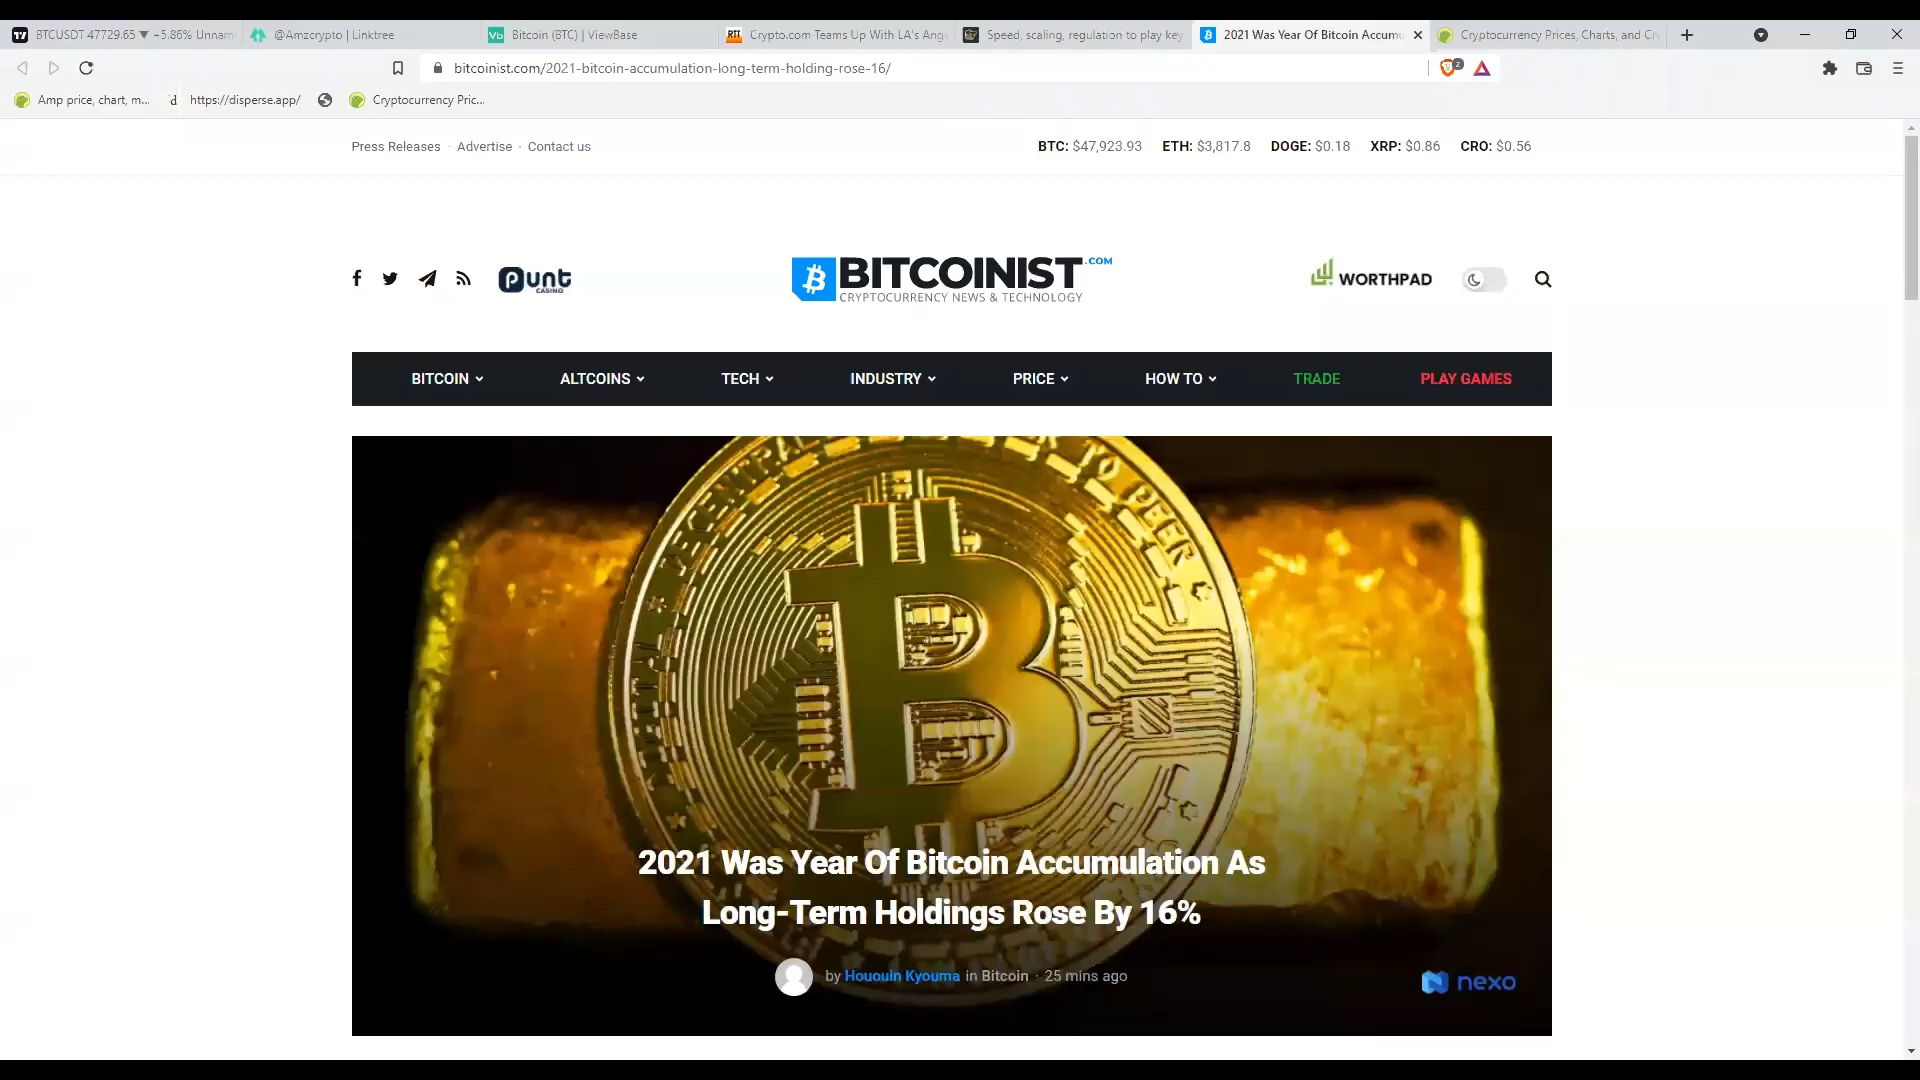 BTCUSDT 47729.65 ▼ −5.86% Unnam
@Amzcrypto | Linktree
Bitcoin (BTC) | ViewBase
Crypto.com Teams Up With LA's Ange
Speed, scaling, regulation to play key
2021 Was Year Of Bitcoin Accumu
Cryptocurrency Prices, Charts, and Cr
bitcoinist.com/2021-bitcoin-accumulation-long-term-holding-rose-16/
2
Amp price, chart, m...
d https://disperse.app/
Cryptocurrency Pric...
Press Releases · Advertise · Contact us
BTC: $47,923.93 ETH: $3,817.8 DOGE: $0.18 XRP: $0.86 CRO: $0.56
punt
CASINO
BITCOINIST.COM
CRYPTOCURRENCY NEWS & TECHNOLOGY
WORTHPAD
BITCOIN ALTCOINS TECH INDUSTRY PRICE HOW TO TRADE PLAY GAMES
TO PEER
2021 Was Year Of Bitcoin Accumulation As
Long-Term Holdings Rose By 16%
by Hououin Kyouma in Bitcoin · 25 mins ago
nexo